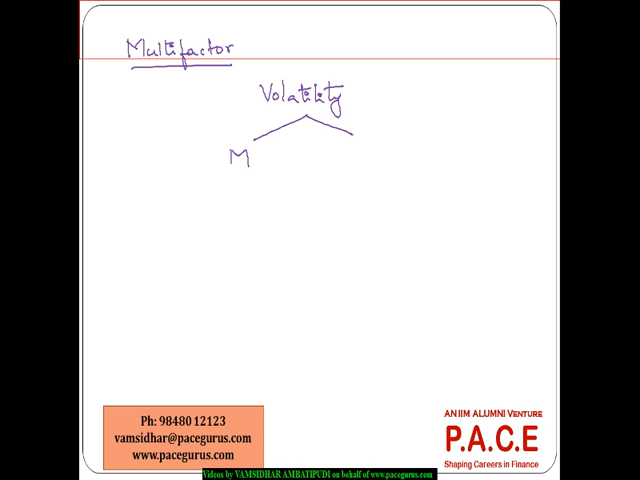 Multifactor
Volatility
M
Ph: 98480 12123
vamsidhar@pacegurus.com
www.pacegurus.com
AN IIM ALUMNI VENTURE
P.A.C.E
Shaping Careers in Finance
Videos by VAMSIDHAR AMBATIPUDI on behalf of www.pacegurus.com